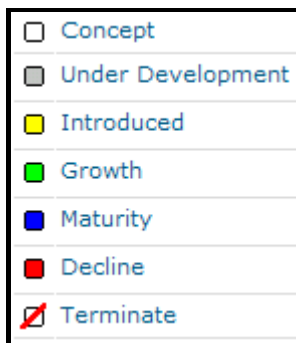 Concept
Under Development
Introduced
Growth
Maturity
Decline
Terminate